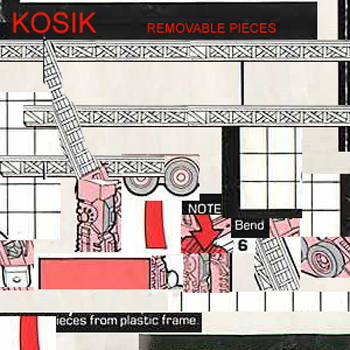 KOSIK
REMOVABLE PIECES
NOTE
Bend
6
ieces from plastic frame.